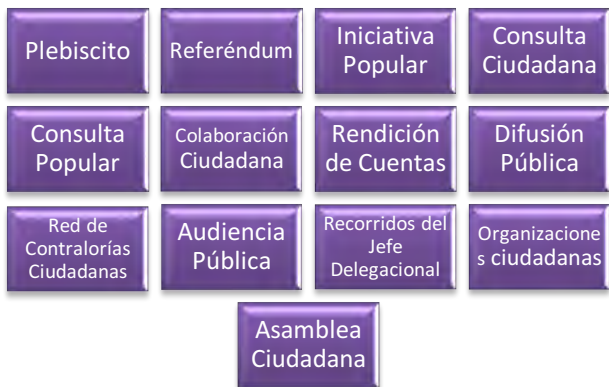 Plebiscito
Referéndum
Iniciativa
Popular
Consulta
Ciudadana
Consulta
Popular
Colaboración
Ciudadana
Rendición
de Cuentas
Difusión
Pública
Red de
Contralorías
Ciudadanas
Audiencia
Pública
Recorridos del
Jefe
Delegacional
Organizacione
s ciudadanas
Asamblea
Ciudadana